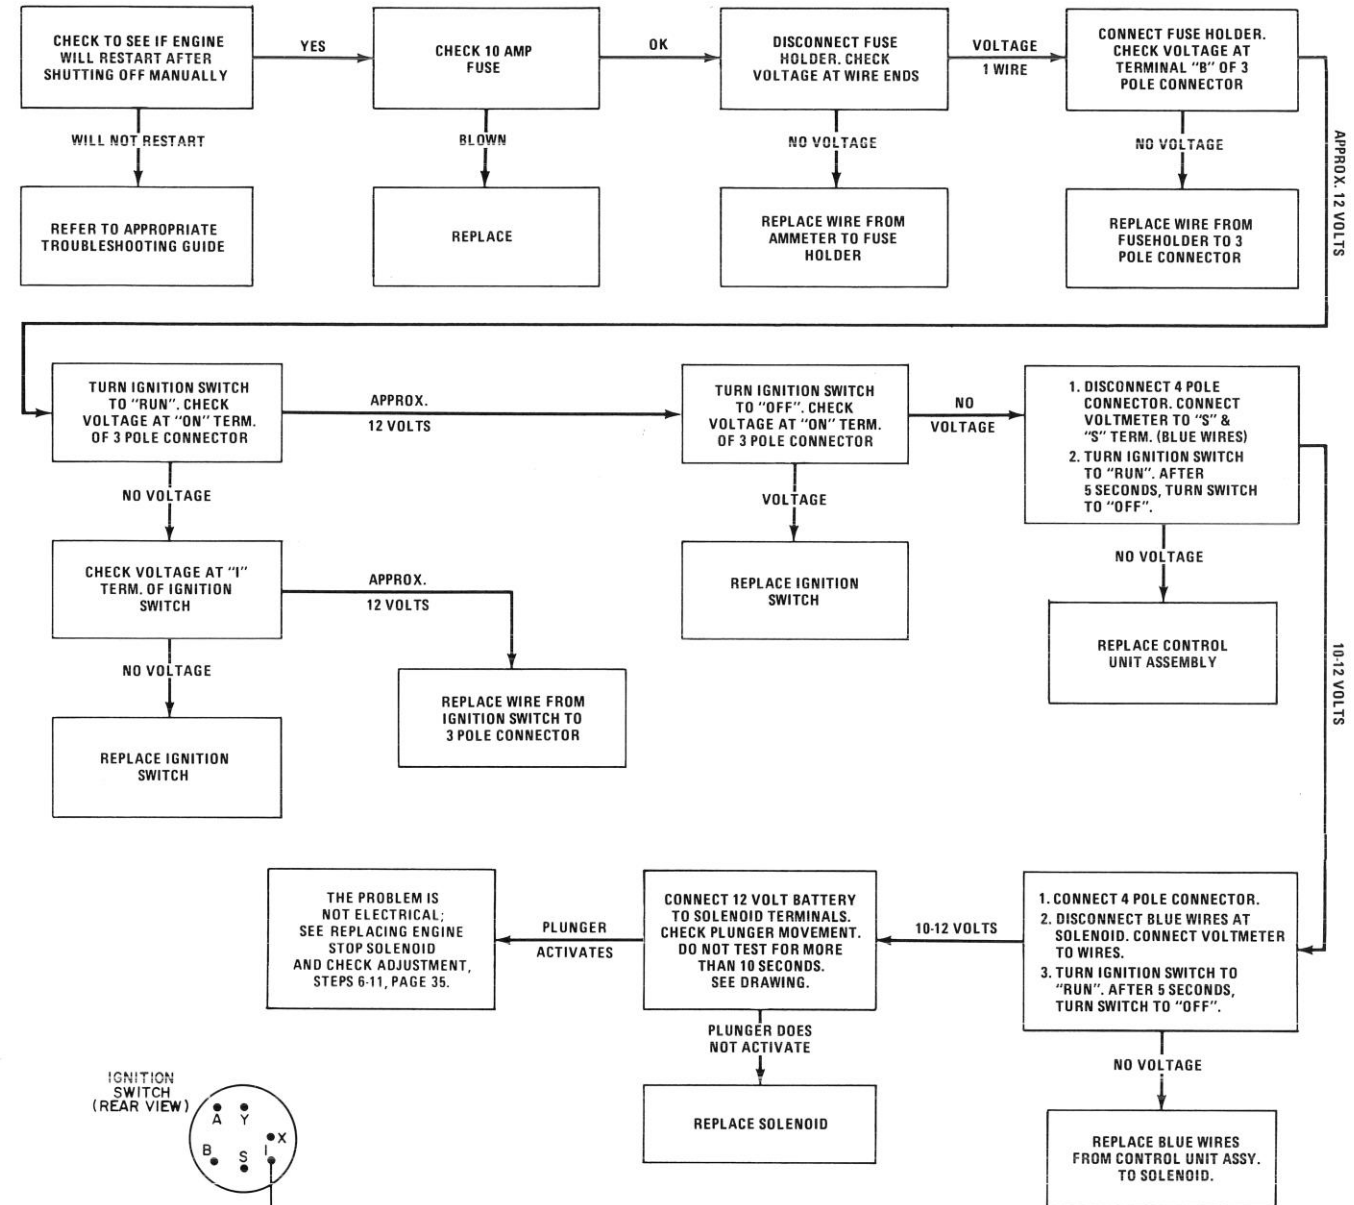 CHECK TO SEE IF ENGINE
WILL RESTART AFTER
SHUTTING OFF MANUALLY
YES
CHECK 10 AMP
FUSE
OK
DISCONNECT FUSE
HOLDER. CHECK
VOLTAGE AT WIRE ENDS
VOLTAGE
1 WIRE
CONNECT FUSE HOLDER.
CHECK VOLTAGE AT
TERMINAL "B" OF 3
POLE CONNECTOR
WILL NOT RESTART
BLOWN
NO VOLTAGE
NO VOLTAGE
APPROX. 12 VOLTS
REFER TO APPROPRIATE
TROUBLESHOOTING GUIDE
REPLACE
REPLACE WIRE FROM
AMMETER TO FUSE
HOLDER
REPLACE WIRE FROM
FUSEHOLDER TO 3
POLE CONNECTOR
TURN IGNITION SWITCH
TO "RUN". CHECK
VOLTAGE AT "ON" TERM.
OF 3 POLE CONNECTOR
APPROX.
12 VOLTS
TURN IGNITION SWITCH
TO "OFF". CHECK
VOLTAGE AT "ON" TERM.
OF 3 POLE CONNECTOR
NO
VOLTAGE
1. DISCONNECT 4 POLE
CONNECTOR. CONNECT
VOLTMETER TO "S" &
"S" TERM. (BLUE WIRES)
2. TURN IGNITION SWITCH
TO "RUN". AFTER
5 SECONDS, TURN SWITCH
TO "OFF".
NO VOLTAGE
VOLTAGE
NO VOLTAGE
10-12 VOLTS
CHECK VOLTAGE AT "I"
TERM. OF IGNITION
SWITCH
APPROX.
12 VOLTS
REPLACE IGNITION
SWITCH
REPLACE CONTROL
UNIT ASSEMBLY
NO VOLTAGE
REPLACE WIRE FROM
IGNITION SWITCH TO
3 POLE CONNECTOR
REPLACE IGNITION
SWITCH
THE PROBLEM IS
NOT ELECTRICAL;
SEE REPLACING ENGINE
STOP SOLENOID
AND CHECK ADJUSTMENT,
STEPS 6-11, PAGE 35.
PLUNGER
ACTIVATES
CONNECT 12 VOLT BATTERY
TO SOLENOID TERMINALS.
CHECK PLUNGER MOVEMENT.
DO NOT TEST FOR MORE
THAN 10 SECONDS.
SEE DRAWING.
10-12 VOLTS
1. CONNECT 4 POLE CONNECTOR.
2. DISCONNECT BLUE WIRES AT
SOLENOID. CONNECT VOLTMETER
TO WIRES.
3. TURN IGNITION SWITCH TO
"RUN". AFTER 5 SECONDS,
TURN SWITCH TO "OFF".
PLUNGER DOES
NOT ACTIVATE
NO VOLTAGE
REPLACE SOLENOID
REPLACE BLUE WIRES
FROM CONTROL UNIT ASSY.
TO SOLENOID.
IGNITION
SWITCH
(REAR VIEW)
A Y
X
B S I